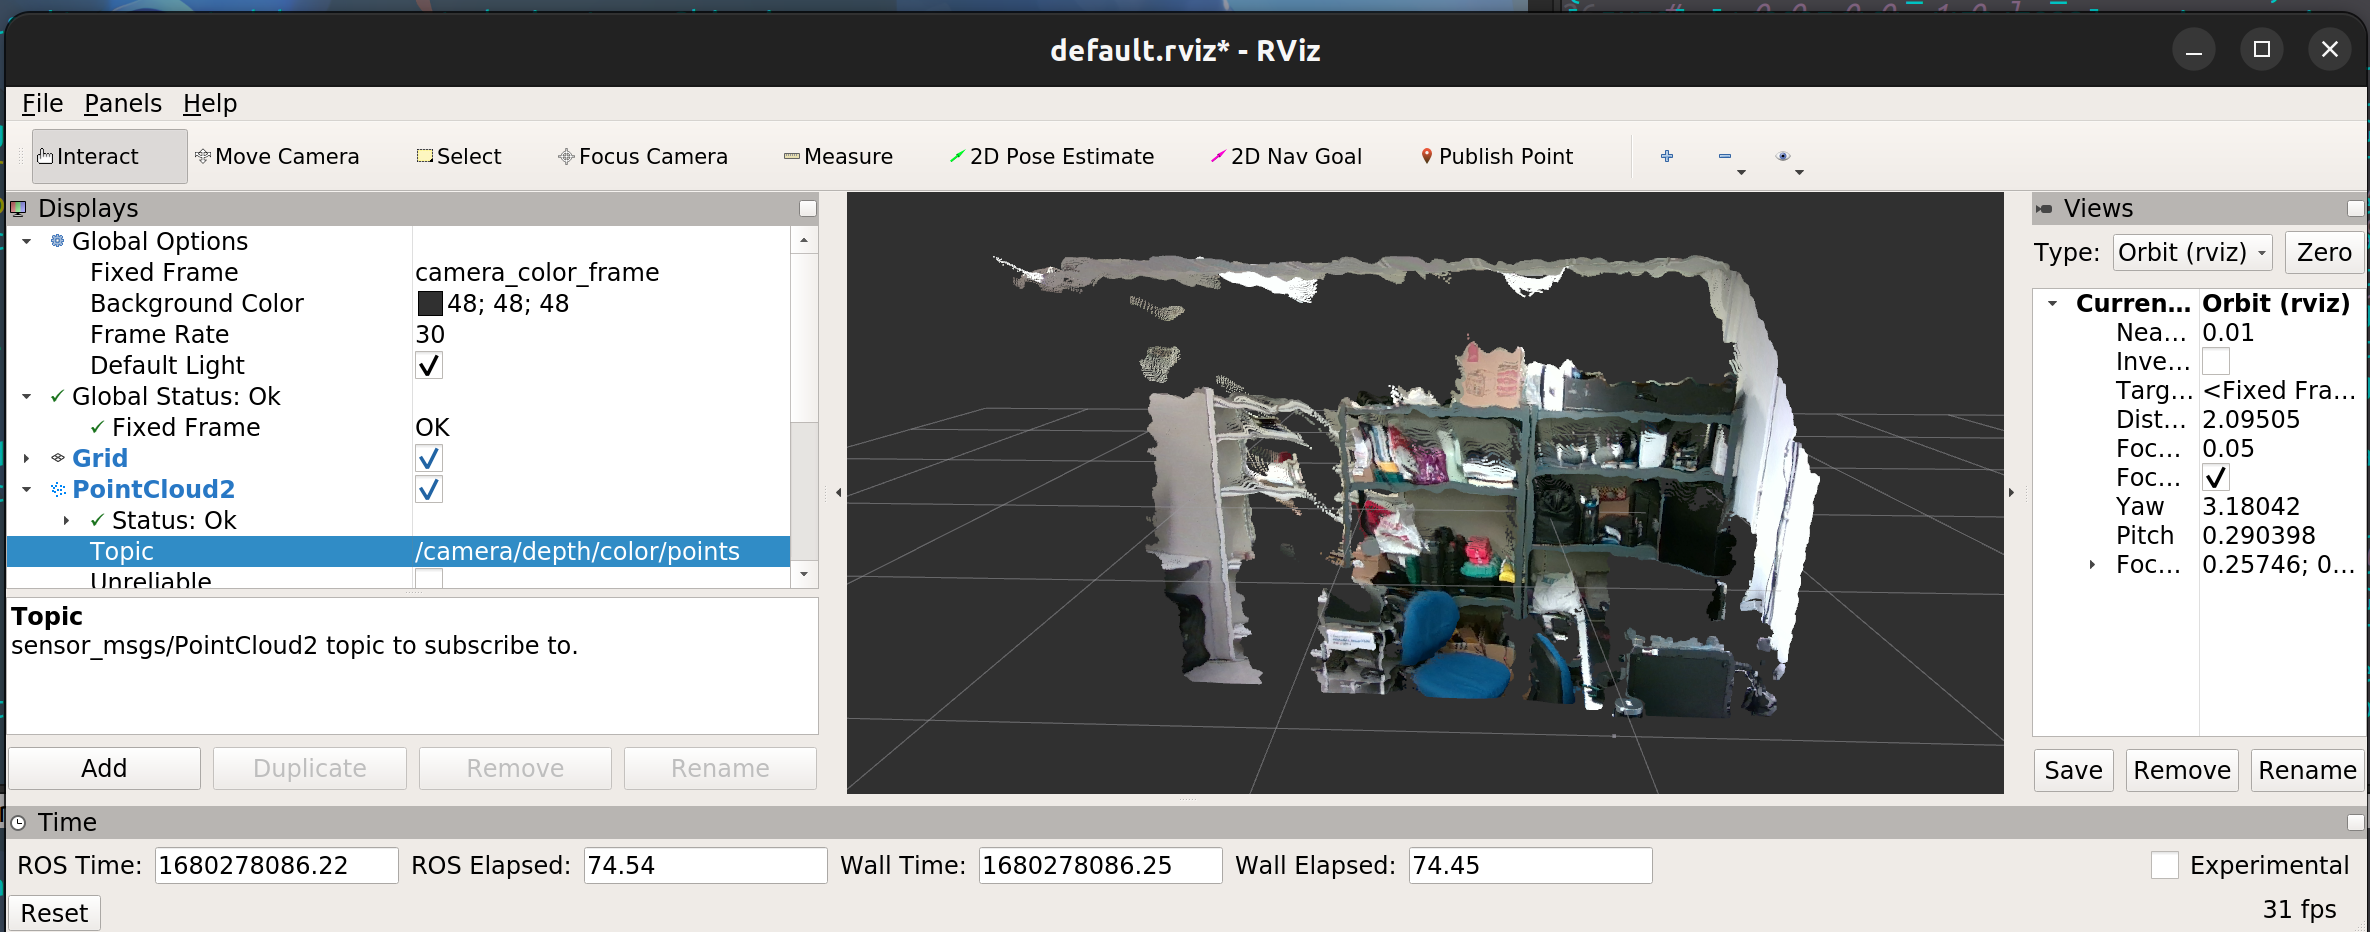 default.rviz* - RViz
File Panels Help
Interact Move Camera Select Focus Camera Measure 2D Pose Estimate 2D Nav Goal Publish Point
Displays
Global Options
Fixed Frame camera_color_frame
Background Color 48; 48; 48
Frame Rate 30
Default Light
Global Status: Ok
Fixed Frame OK
Grid
PointCloud2
Status: Ok
Topic /camera/depth/color/points
Unreliable
Topic
sensor_msgs/PointCloud2 topic to subscribe to.
Add Duplicate Remove Rename
Views
Type: Orbit (rviz) Zero
Curren... Orbit (rviz)
Nea... 0.01
Inve...
Targ... <Fixed Fra...
Dist... 2.09505
Foc... 0.05
Foc...
Yaw 3.18042
Pitch 0.290398
Foc... 0.25746; 0...
Save Remove Rename
Time
ROS Time: 1680278086.22 ROS Elapsed: 74.54 Wall Time: 1680278086.25 Wall Elapsed: 74.45 Experimental
Reset 31 fps